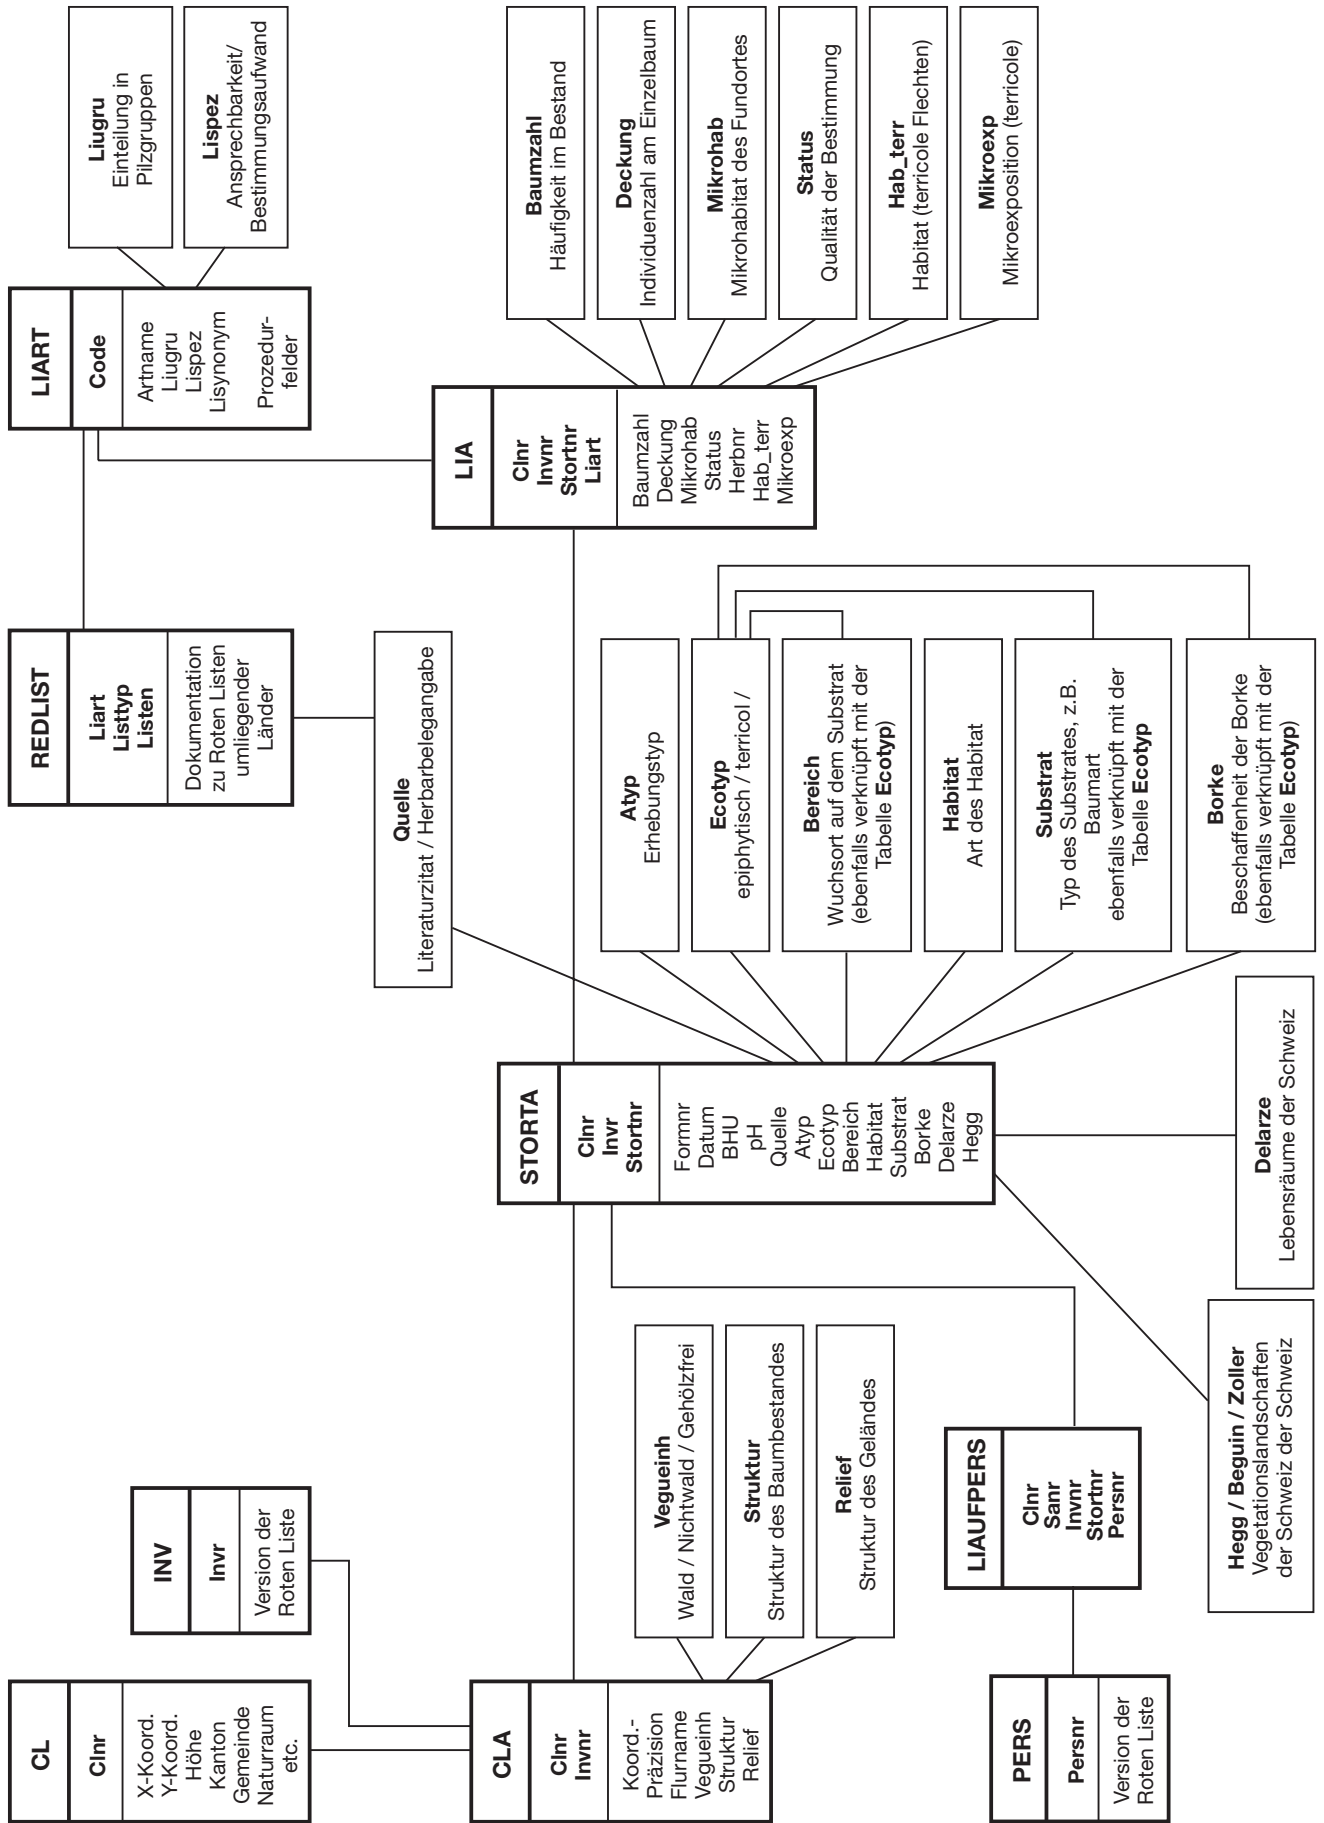 CL
Clnr
X-Koord.
Y-Koord.
Höhe
Kanton
Gemeinde
Naturraum
etc.
INV
Invr
Version der
Roten Liste
REDLIST
Liart
Listtyp
Listen
Dokumentation
zu Roten Listen
umliegender
Länder
LIART
Code
Artname
Liugru
Lispez
Lisynonym
Prozedur-
felder
Liugru
Einteilung in
Pilzgruppen
Lispez
Ansprechbarkeit/
Bestimmungsaufwand
Quelle
Literaturzitat / Herbarbelegangabe
CLA
Clnr
Invnr
Koord.-
Präzision
Flurname
Vegueinh
Struktur
Relief
Vegueinh
Wald / Nichtwald / Gehölzfrei
Struktur
Struktur des Baumbestandes
Relief
Struktur des Geländes
STORTA
Clnr
Invr
Stortnr
Formnr
Datum
BHU
pH
Quelle
Atyp
Ecotyp
Bereich
Habitat
Substrat
Borke
Delarze
Hegg
Atyp
Erhebungstyp
Ecotyp
epiphytisch / terricol /
Bereich
Wuchsort auf dem Substrat
(ebenfalls verknüpft mit der
Tabelle Ecotyp)
Habitat
Art des Habitat
Substrat
Typ des Substrates, z.B.
Baumart
ebenfalls verknüpft mit der
Tabelle Ecotyp
Borke
Beschaffenheit der Borke
(ebenfalls verknüpft mit der
Tabelle Ecotyp)
LIA
Clnr
Invnr
Stortnr
Liart
Baumzahl
Deckung
Mikrohab
Status
Herbnr
Hab_terr
Mikroexp
Baumzahl
Häufigkeit im Bestand
Deckung
Individuenzahl am Einzelbaum
Mikrohab
Mikrohabitat des Fundortes
Status
Qualität der Bestimmung
Hab_terr
Habitat (terricole Flechten)
Mikroexp
Mikroexposition (terricole)
PERS
Persnr
Version der
Roten Liste
LIAUFPERS
Clnr
Sanr
Invnr
Stortnr
Persnr
Hegg / Beguin / Zoller
Vegetationslandschaften
der Schweiz der Schweiz
Delarze
Lebensräume der Schweiz